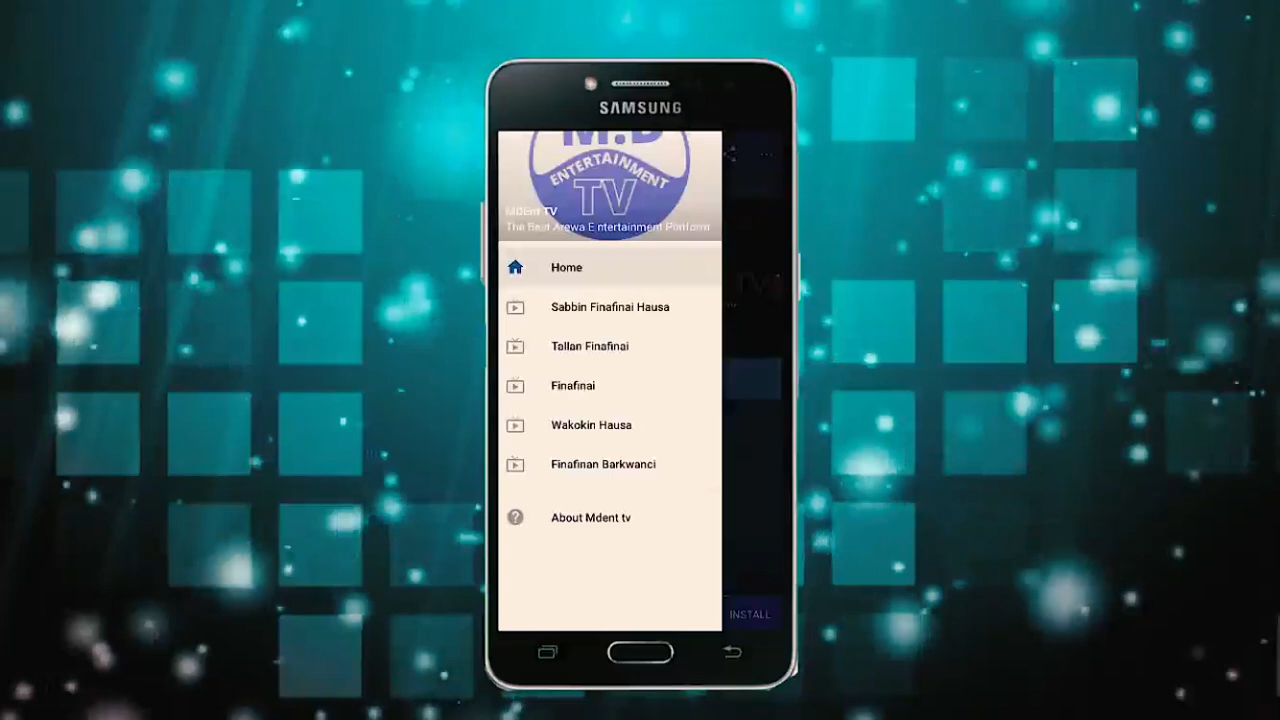 SAMSUNG
M.D
ENTERTAINMENT
TV
MDEnt TV
The Best Arewa Entertainment Platform
Home
Sabbin Finafinai Hausa
Tallan Finafinai
Finafinai
Wakokin Hausa
Finafinan Barkwanci
About Mdent tv
TV
INSTALL